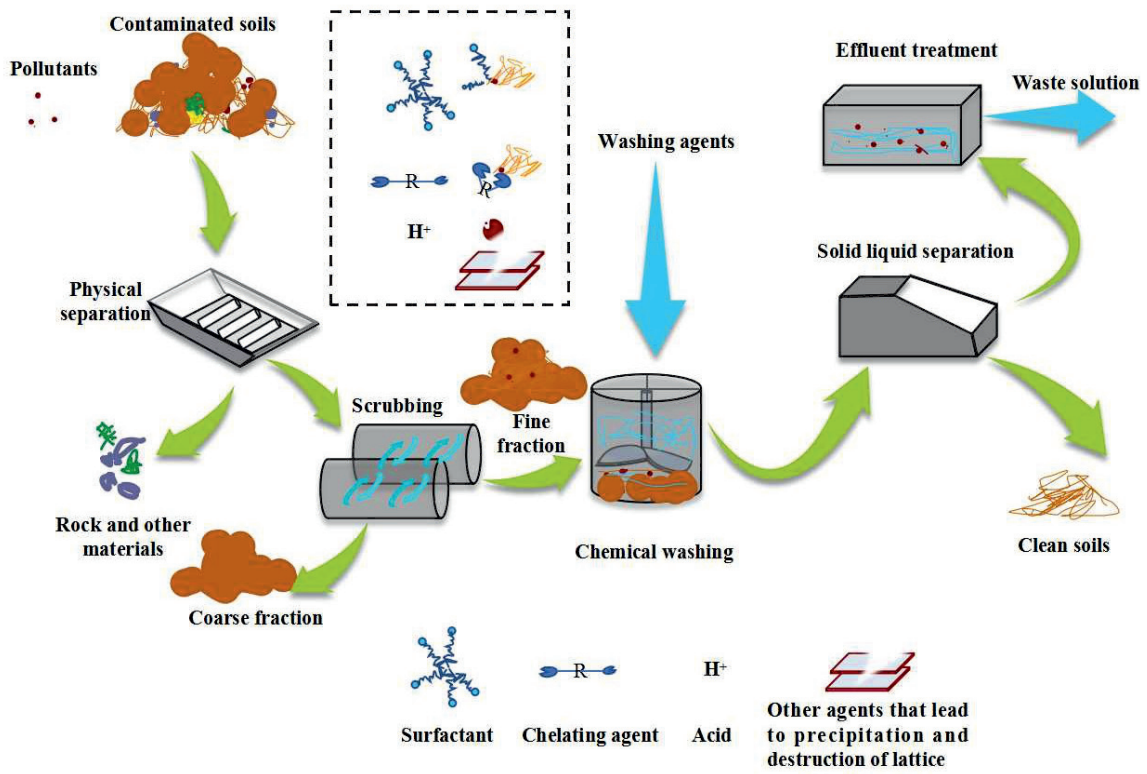 Contaminated soils
Pollutants
Effluent treatment
Waste solution
Washing agents
R
R
H⁺
Physical
separation
Solid liquid separation
Scrubbing
Fine
fraction
Rock and other
materials
Chemical washing
Clean soils
Coarse fraction
R
H⁺
Surfactant
Chelating agent
Acid
Other agents that lead
to precipitation and
destruction of lattice